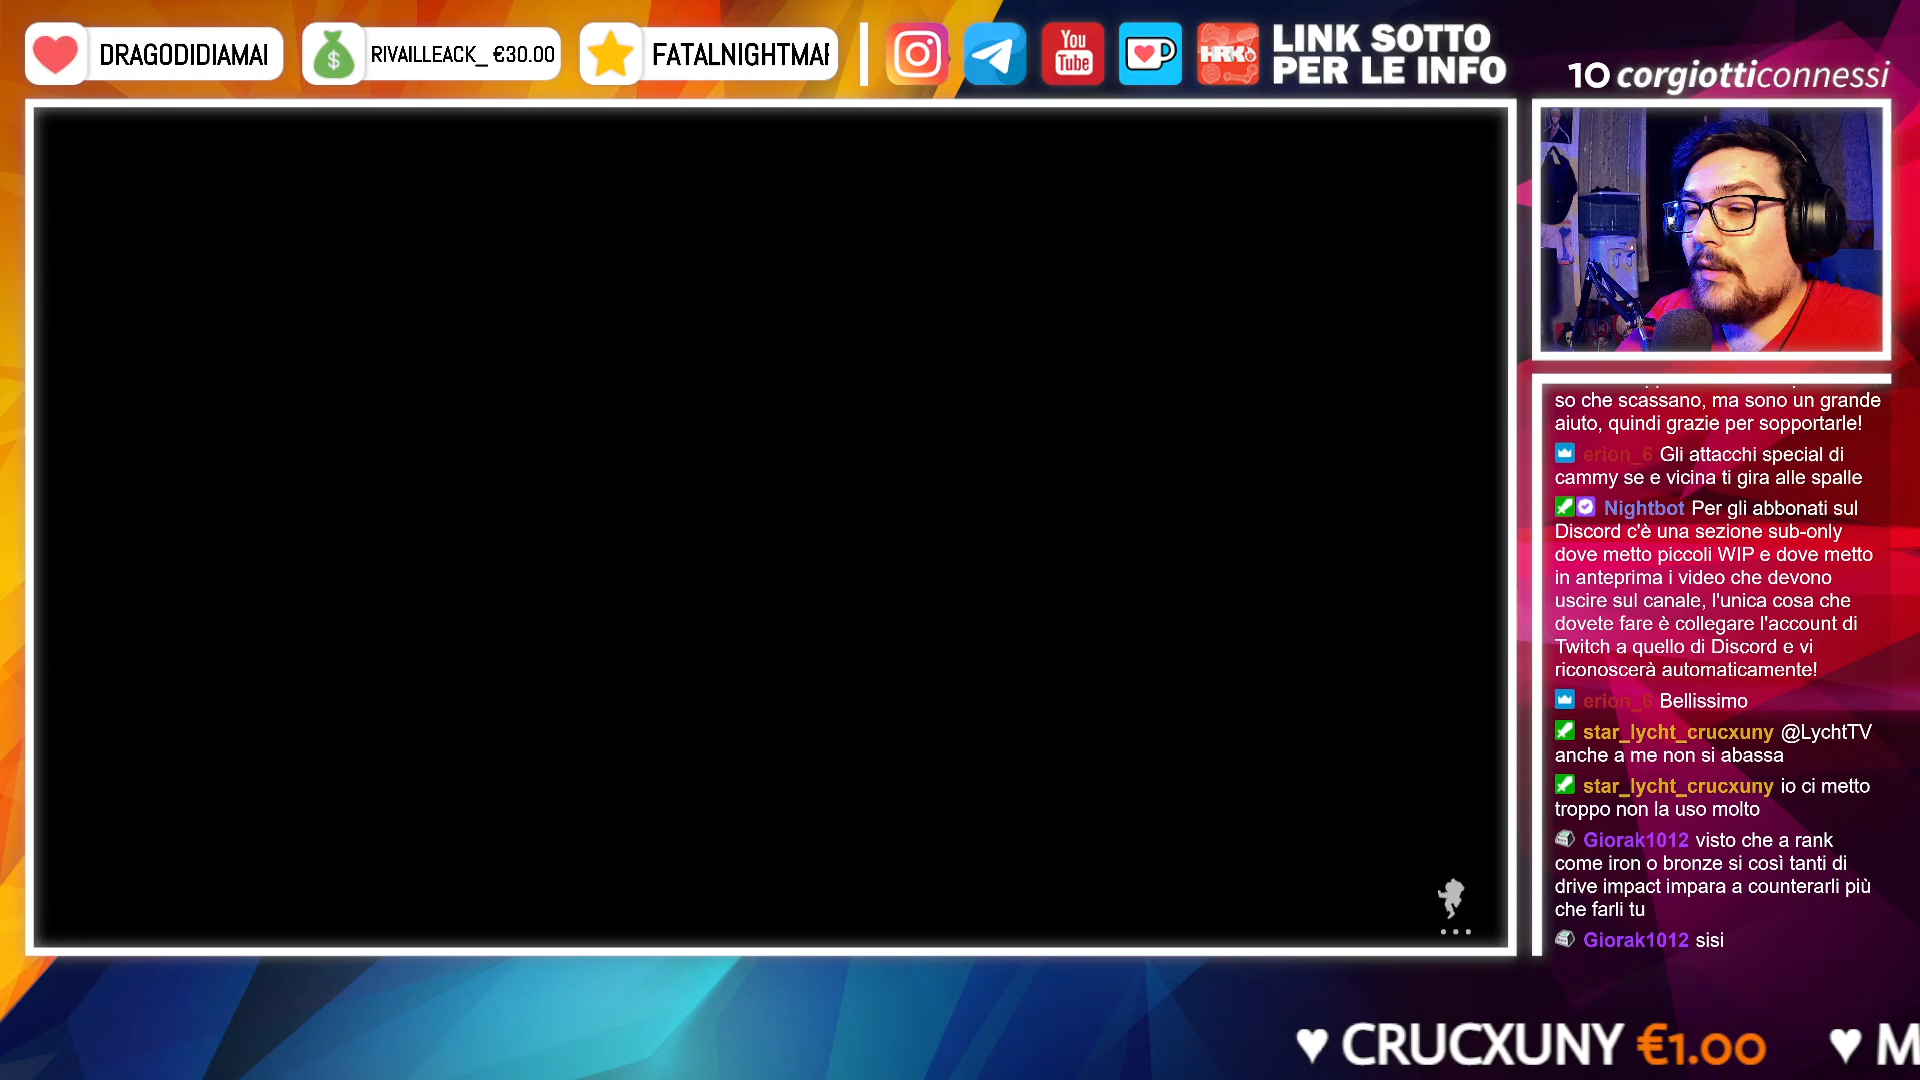 DRAGODIDIAMAI
RIVAILLEACK_ €30.00
FATALNIGHTMAR
You
Tube
HRK
LINK SOTTO
PER LE INFO
10 corgiotticonnessi
so che scassano, ma sono un grande
aiuto, quindi grazie per sopportarle!
erion_6 Gli attacchi special di
cammy se e vicina ti gira alle spalle
Nightbot Per gli abbonati sul
Discord c'è una sezione sub-only
dove metto piccoli WIP e dove metto
in anteprima i video che devono
uscire sul canale, l'unica cosa che
dovete fare è collegare l'account di
Twitch a quello di Discord e vi
riconoscerà automaticamente!
erion_6 Bellissimo
star_lycht_crucxuny @LychtTV
anche a me non si abassa
star_lycht_crucxuny io ci metto
troppo non la uso molto
Giorak1012 visto che a rank
come iron o bronze si così tanti di
drive impact impara a counterarli più
che farli tu
Giorak1012 sisi
♥ CRUCXUNY €1.00 ♥ M